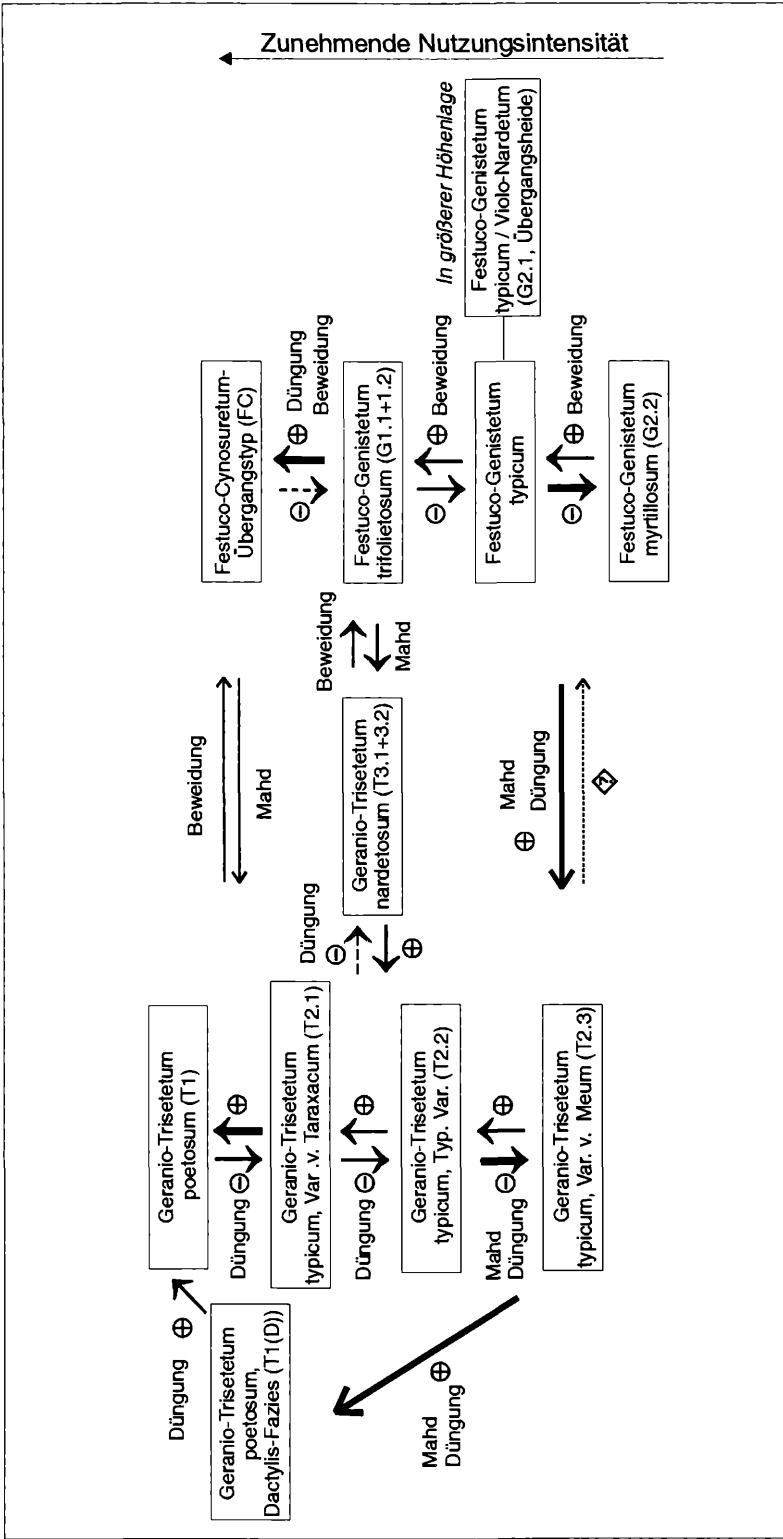 Zunehmende Nutzungsintensität
Geranio-Trisetetum
poetosum (T1)
Düngung ⊕
Geranio-Trisetetum
poetosum,
Dactylis-Fazies (T1(D))
Düngung ⊖
⊕
Geranio-Trisetetum
typicum, Var .v. Taraxacum (T2.1)
Düngung ⊖
⊕
Geranio-Trisetetum
typicum, Typ. Var. (T2.2)
Mahd
Düngung ⊖
⊕
Geranio-Trisetetum
typicum, Var. v. Meum (T2.3)
Mahd
Düngung
⊕
Beweidung
Mahd
Düngung
⊖
⊕
Geranio-Trisetetum
nardetosum (T3.1+3.2)
Beweidung
Mahd
Mahd
⊕ Düngung
?
Festuco-Cynosuretum-
Übergangstyp (FC)
⊖
⊕ Düngung
Beweidung
Festuco-Genistetum
trifolietosum (G1.1+1.2)
⊖
⊕ Beweidung
Festuco-Genistetum
typicum
In größerer Höhenlage
Festuco-Genistetum
typicum / Violo-Nardetum
(G2.1, Übergangsheide)
⊖
⊕ Beweidung
Festuco-Genistetum
myrtillosum (G2.2)